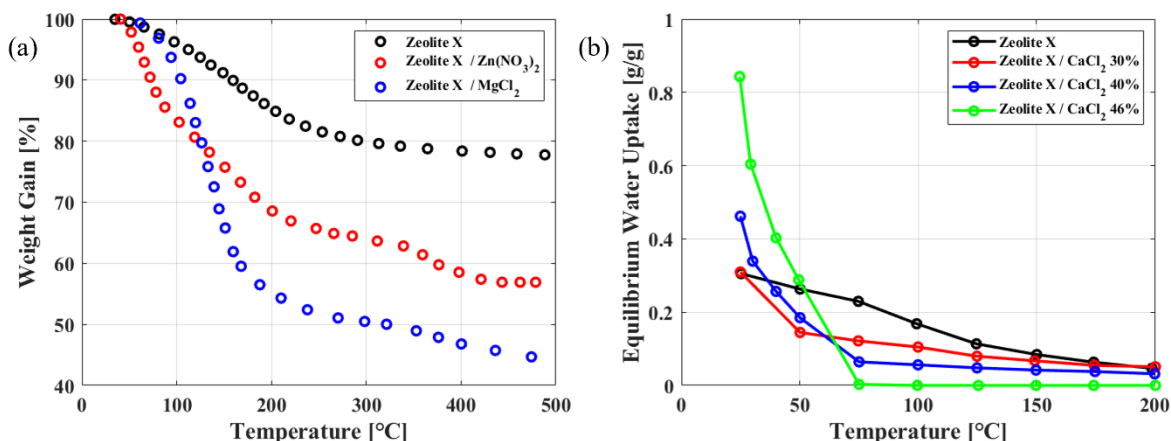 (a)
Weight Gain [%]
100
90
80
70
60
50
40
0 100 200 300 400 500
Temperature [°C]
Zeolite X
Zeolite X / Zn(NO3)2
Zeolite X / MgCl2
(b)
Equilibrium Water Uptake [g/g]
1
0.8
0.6
0.4
0.2
0
0 50 100 150 200
Temperature [°C]
Zeolite X
Zeolite X / CaCl2 30%
Zeolite X / CaCl2 40%
Zeolite X / CaCl2 46%